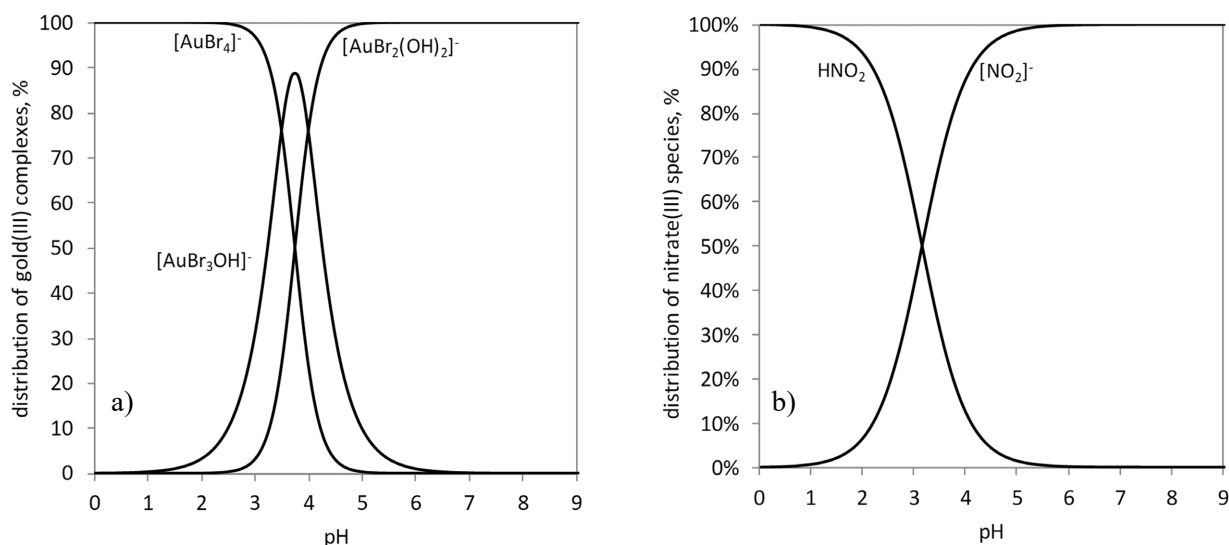 distribution of gold(III) complexes, %
100
90
80
70
60
50
40
30
20
10
0
[AuBr4]-
[AuBr2(OH)2]-
[AuBr3OH]-
a)
0 1 2 3 4 5 6 7 8 9
pH
distribution of nitrate(III) species, %
100%
90%
80%
70%
60%
50%
40%
30%
20%
10%
0%
HNO2
[NO2]-
b)
0 1 2 3 4 5 6 7 8 9
pH